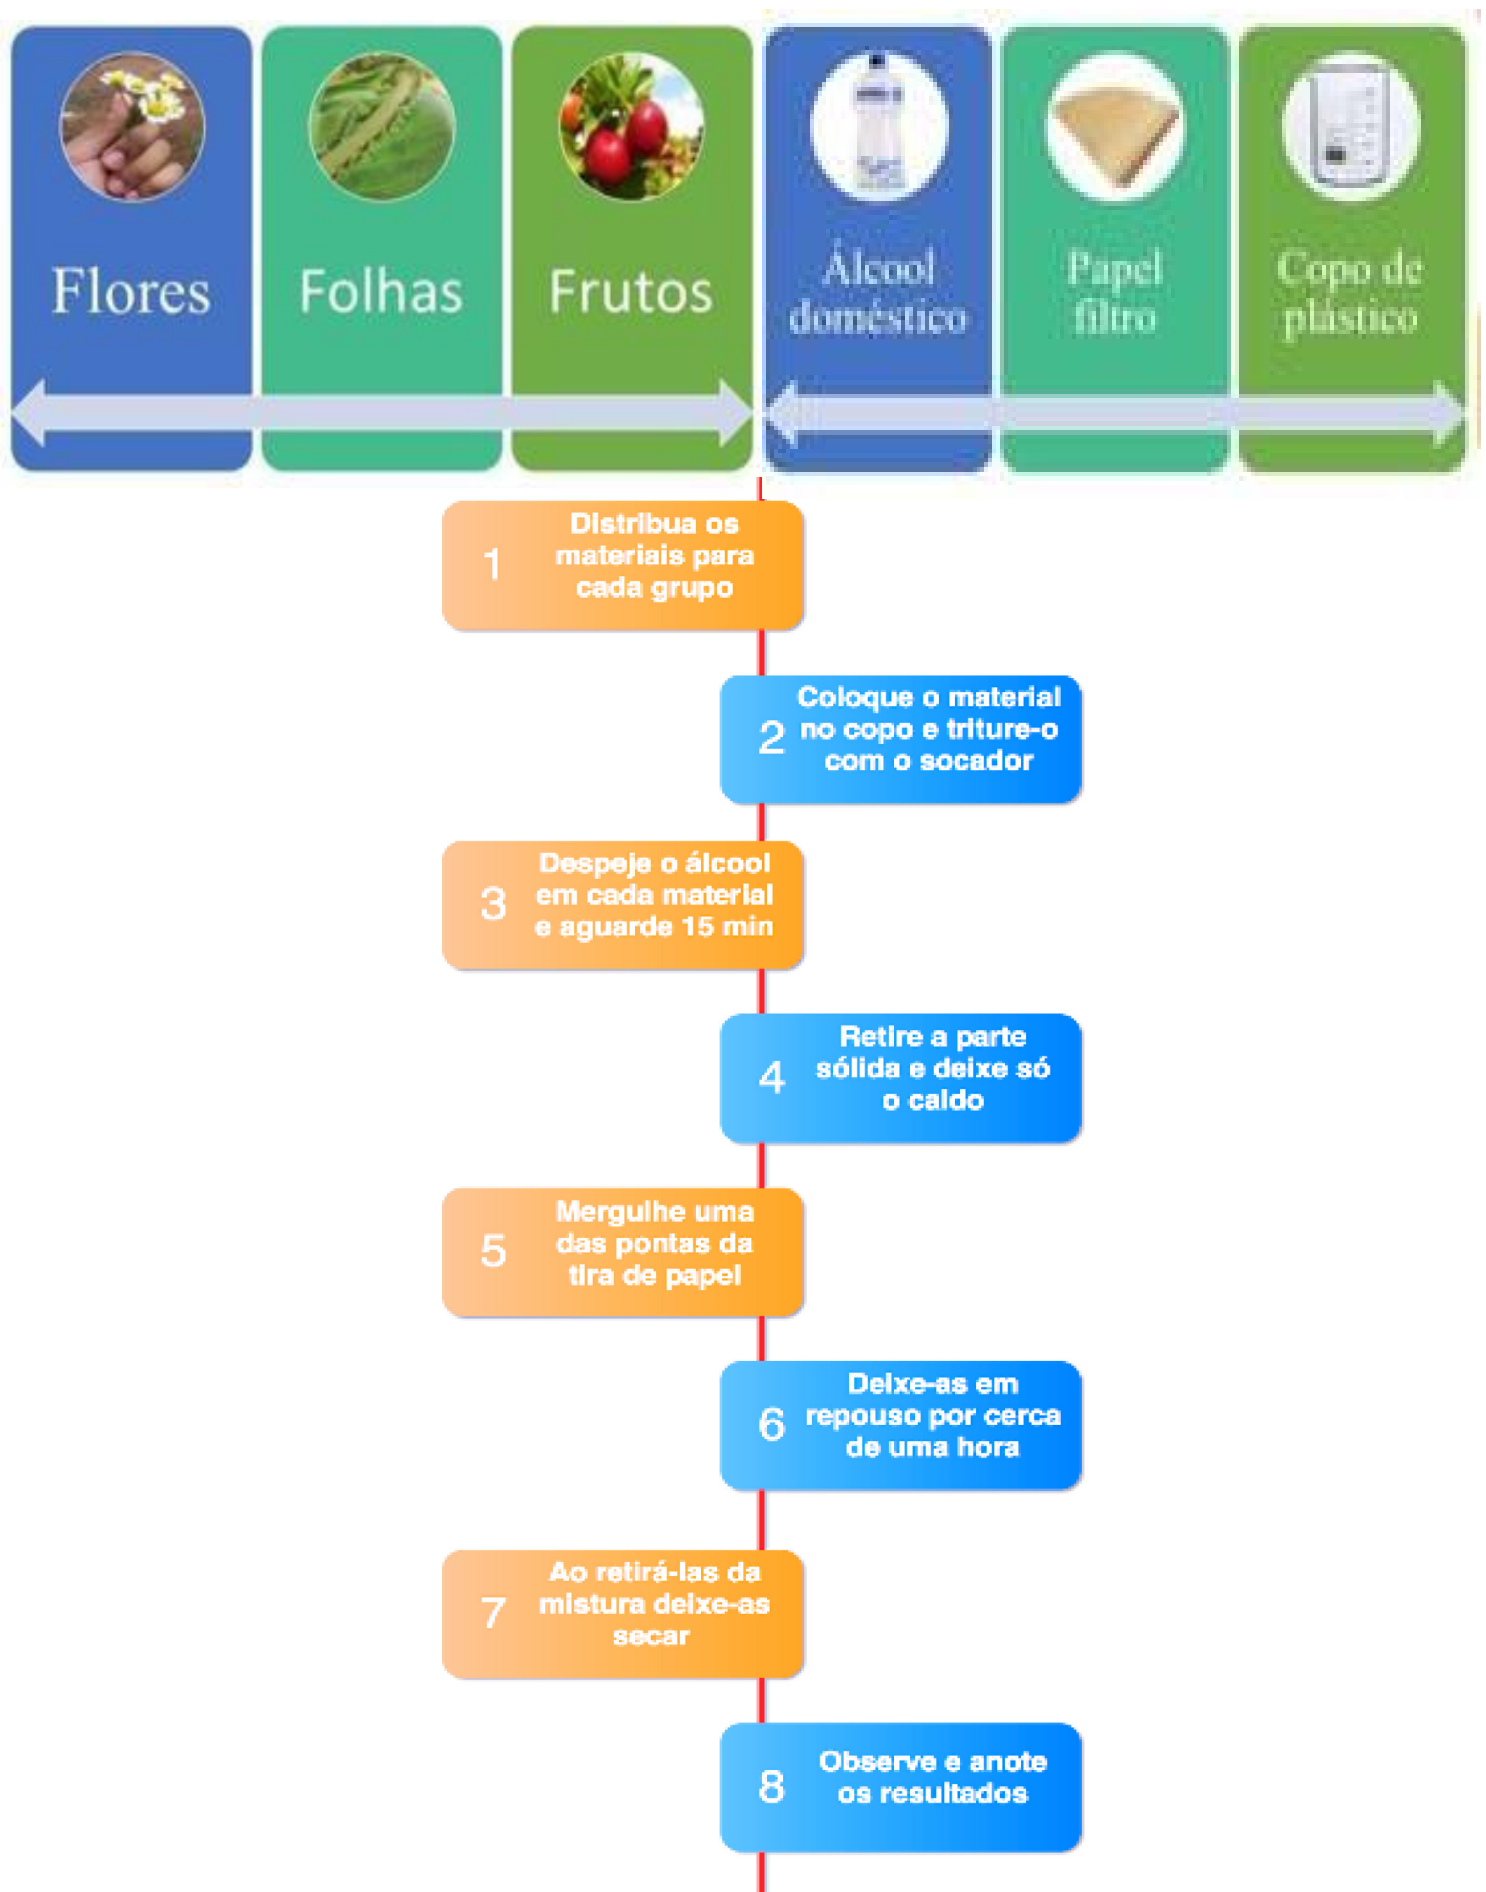 Flores
Folhas
Frutos
Álcool
doméstico
Papel
filtro
Copo de
plástico
1
Distribua os
materiais para
cada grupo
2
Coloque o material
no copo e triture-o
com o socador
3
Despeje o álcool
em cada material
e aguarde 15 min
4
Retire a parte
sólida e deixe só
o caldo
5
Mergulhe uma
das pontas da
tira de papel
6
Deixe-as em
repouso por cerca
de uma hora
7
Ao retirá-las da
mistura deixe-as
secar
8
Observe e anote
os resultados